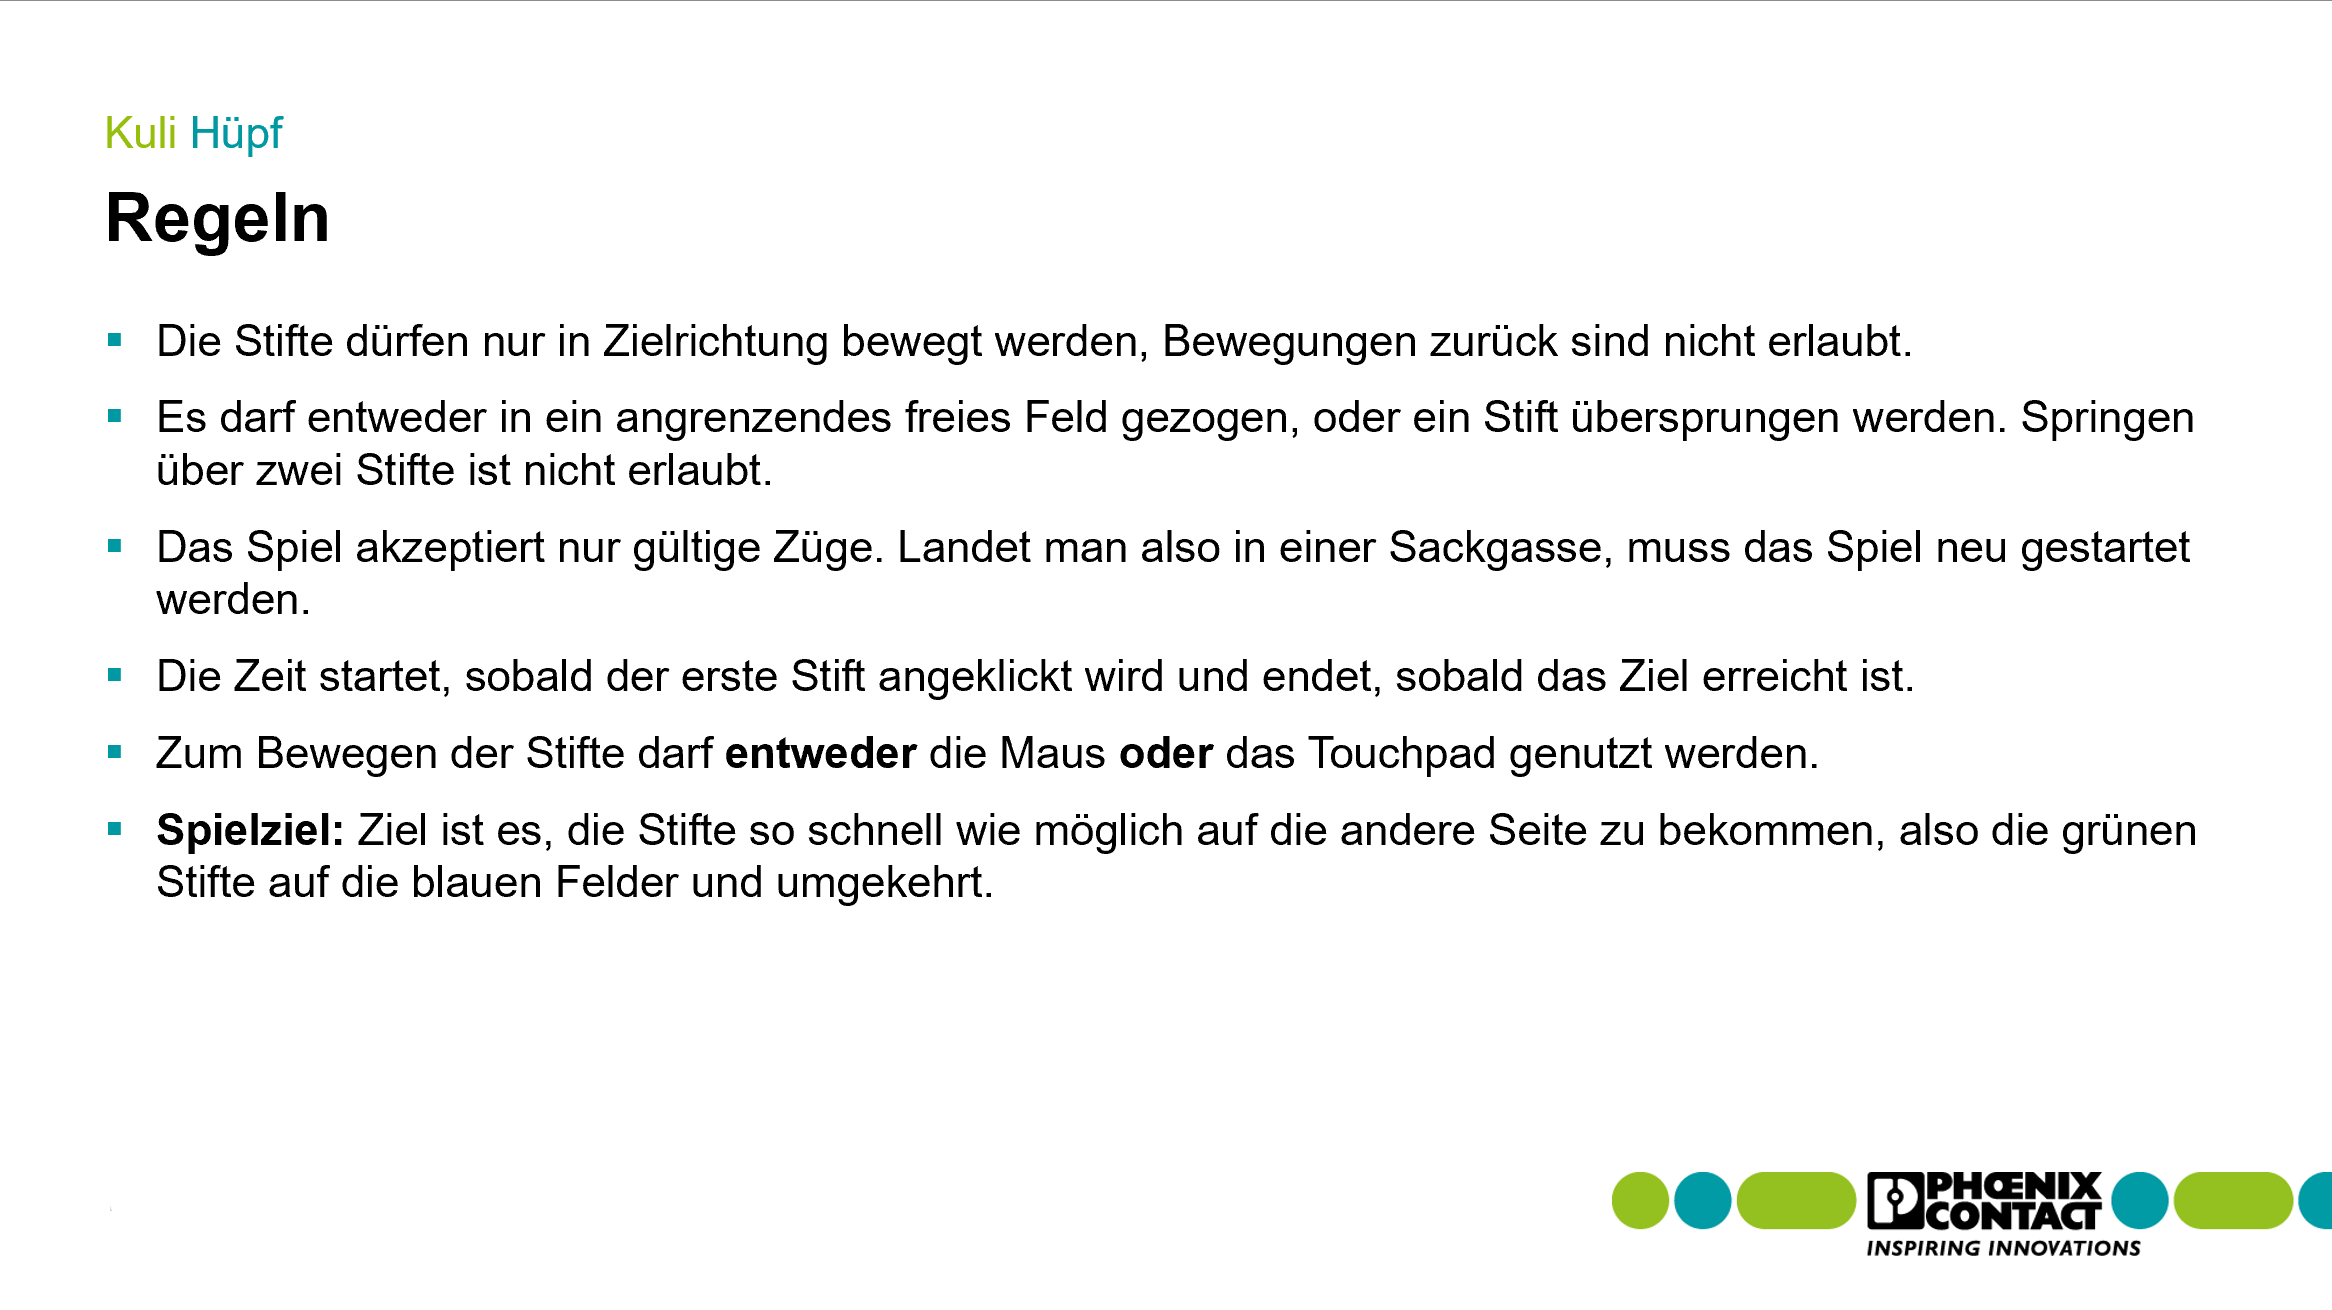 Kuli Hüpf
Regeln
▪ Die Stifte dürfen nur in Zielrichtung bewegt werden, Bewegungen zurück sind nicht erlaubt.
▪ Es darf entweder in ein angrenzendes freies Feld gezogen, oder ein Stift übersprungen werden. Springen
über zwei Stifte ist nicht erlaubt.
▪ Das Spiel akzeptiert nur gültige Züge. Landet man also in einer Sackgasse, muss das Spiel neu gestartet
werden.
▪ Die Zeit startet, sobald der erste Stift angeklickt wird und endet, sobald das Ziel erreicht ist.
▪ Zum Bewegen der Stifte darf entweder die Maus oder das Touchpad genutzt werden.
▪ Spielziel: Ziel ist es, die Stifte so schnell wie möglich auf die andere Seite zu bekommen, also die grünen
Stifte auf die blauen Felder und umgekehrt.
PHŒNIX
CONTACT
INSPIRING INNOVATIONS